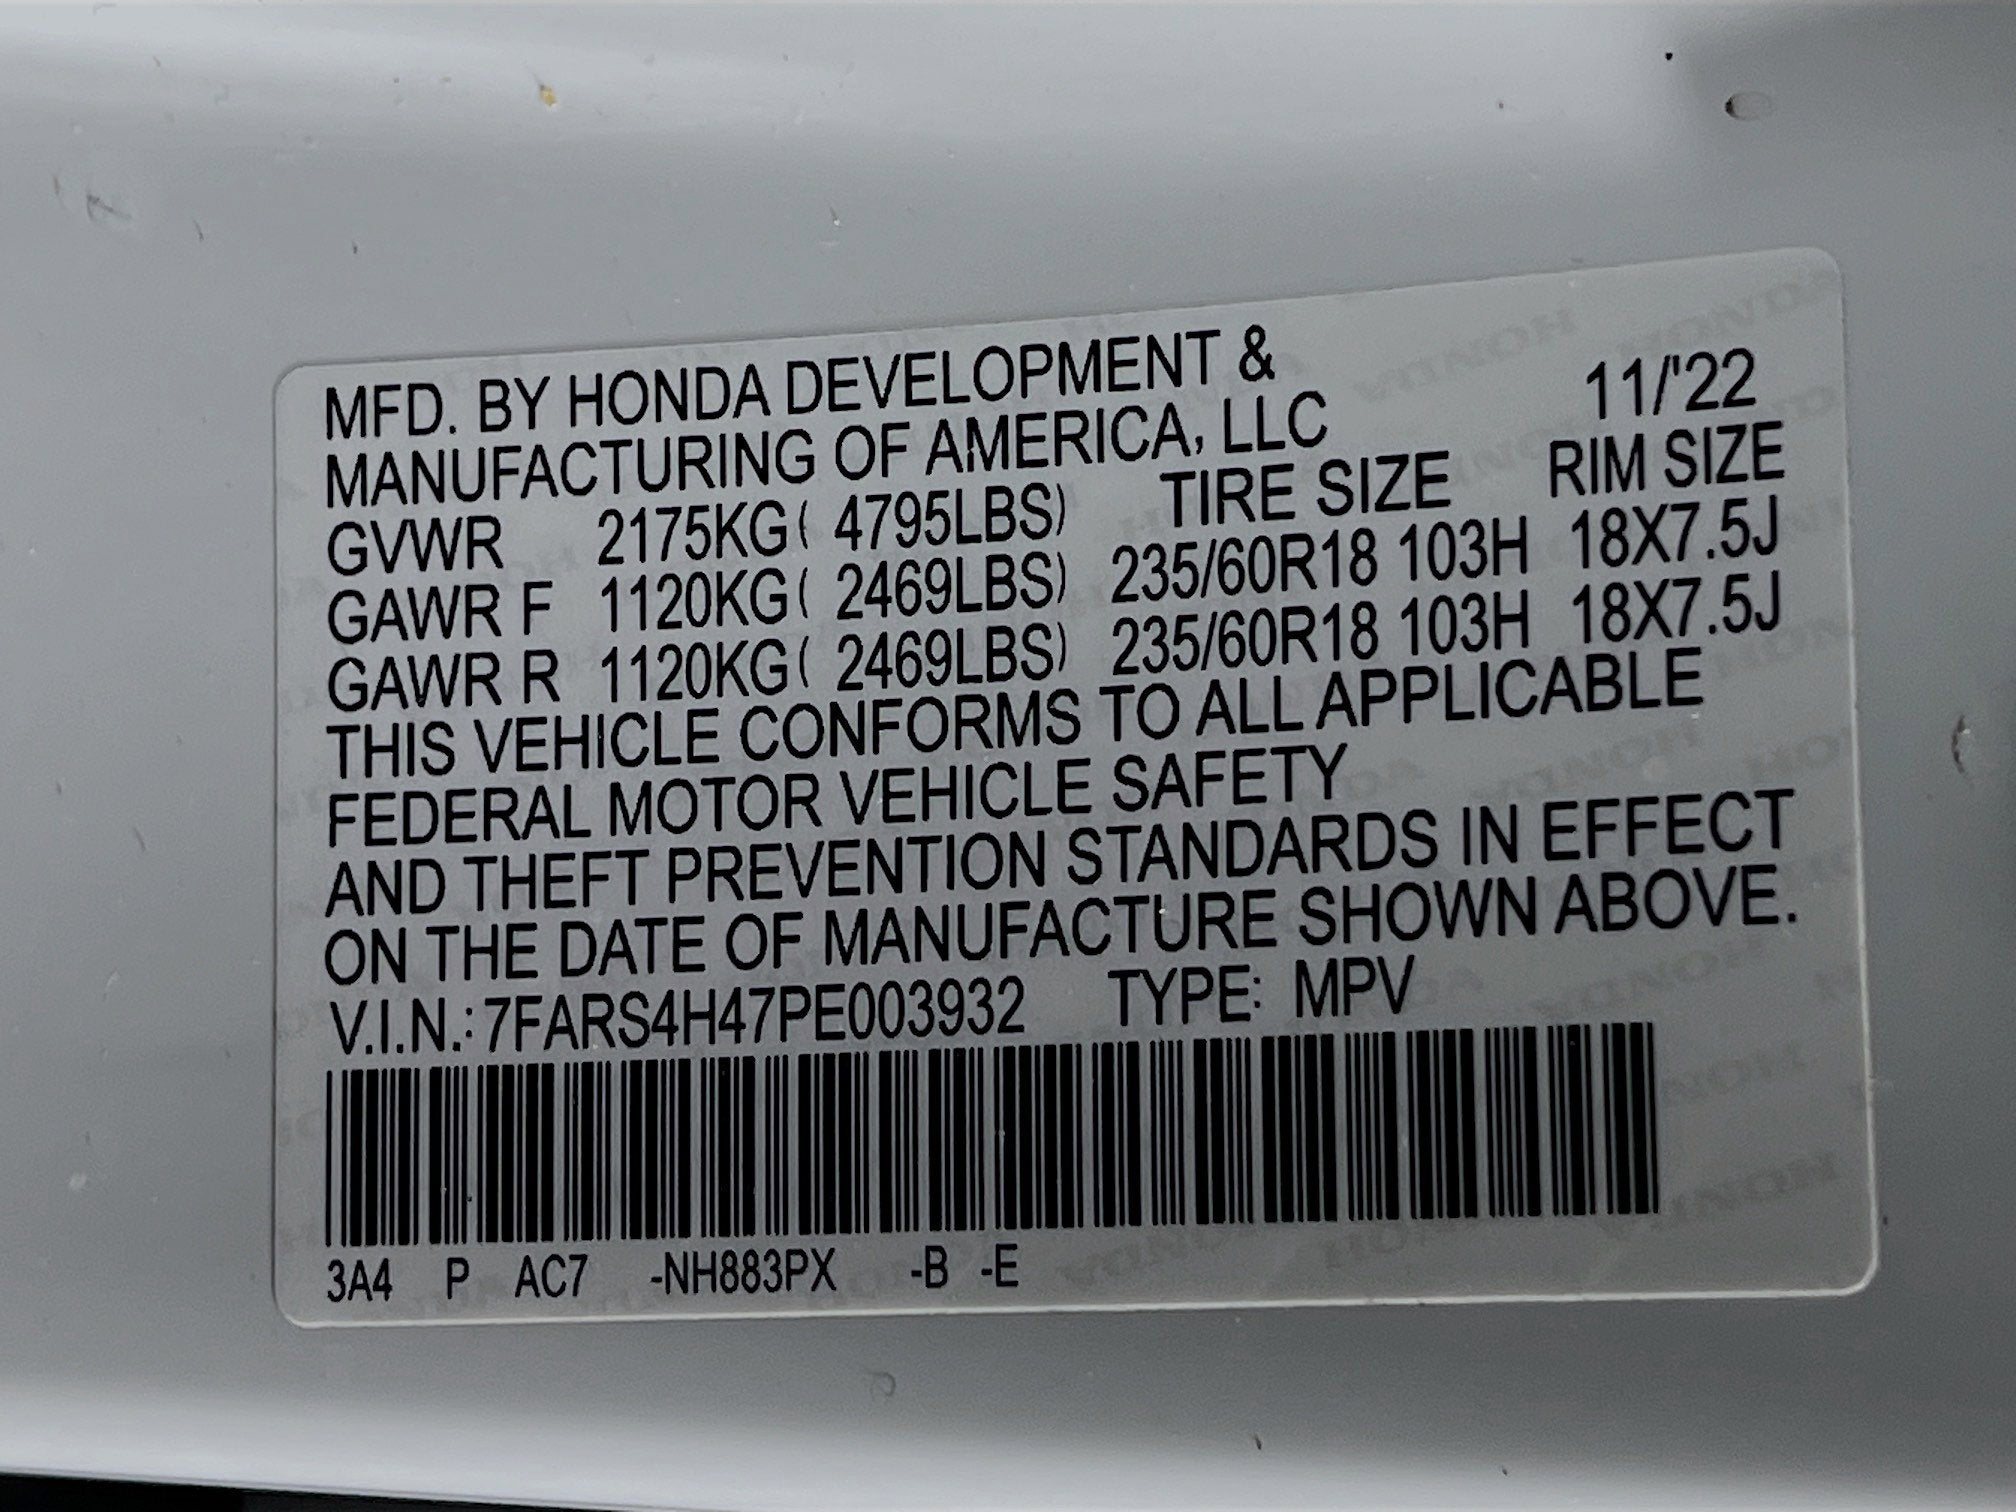 MFD. BY HONDA DEVELOPMENT &
MANUFACTURING OF AMERICA, LLC 11/'22
TIRE SIZE RIM SIZE
GVWR 2175KG( 4795LBS)
GAWR F 1120KG( 2469LBS) 235/60R18 103H 18X7.5J
GAWR R 1120KG( 2469LBS) 235/60R18 103H 18X7.5J
THIS VEHICLE CONFORMS TO ALL APPLICABLE
FEDERAL MOTOR VEHICLE SAFETY
AND THEFT PREVENTION STANDARDS IN EFFECT
ON THE DATE OF MANUFACTURE SHOWN ABOVE.
V.I.N.: 7FARS4H47PE003932 TYPE: MPV
3A4 P AC7 -NH883PX -B -E